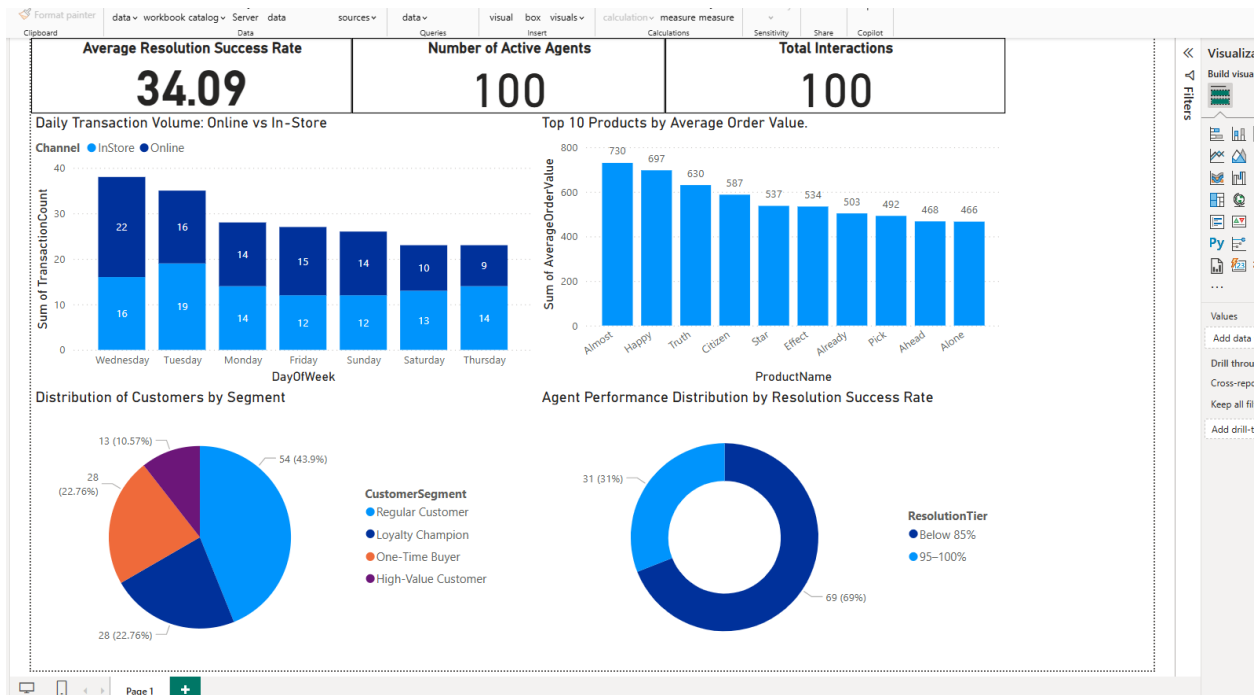 Format painter
data workbook catalog Server data sources data visual box visuals calculation measure measure
Clipboard Data Queries Insert Calculations Sensitivity Share Copilot
Average Resolution Success Rate
34.09
Number of Active Agents
100
Total Interactions
100
Daily Transaction Volume: Online vs In-Store
Channel InStore Online
Sum of TransactionCount
40
30
20
10
0
22 16 14 15 14 10 9
16 19 14 12 12 13 14
Wednesday Tuesday Monday Friday Sunday Saturday Thursday
DayOfWeek
Top 10 Products by Average Order Value.
Sum of AverageOrderValue
800
600
400
200
0
730 697 630 587 537 534 503 492 468 466
Almost Happy Truth Citizen Star Effect Already Pick Ahead Alone
ProductName
Distribution of Customers by Segment
13 (10.57%)
54 (43.9%)
28
(22.76%)
28 (22.76%)
CustomerSegment
Regular Customer
Loyalty Champion
One-Time Buyer
High-Value Customer
Agent Performance Distribution by Resolution Success Rate
31 (31%)
69 (69%)
ResolutionTier
Below 85%
95–100%
Filters
Visualiza
Build visua
Py
123
...
Values
Add data
Drill throu
Cross-repo
Keep all fil
Add drill-t
Page 1
+